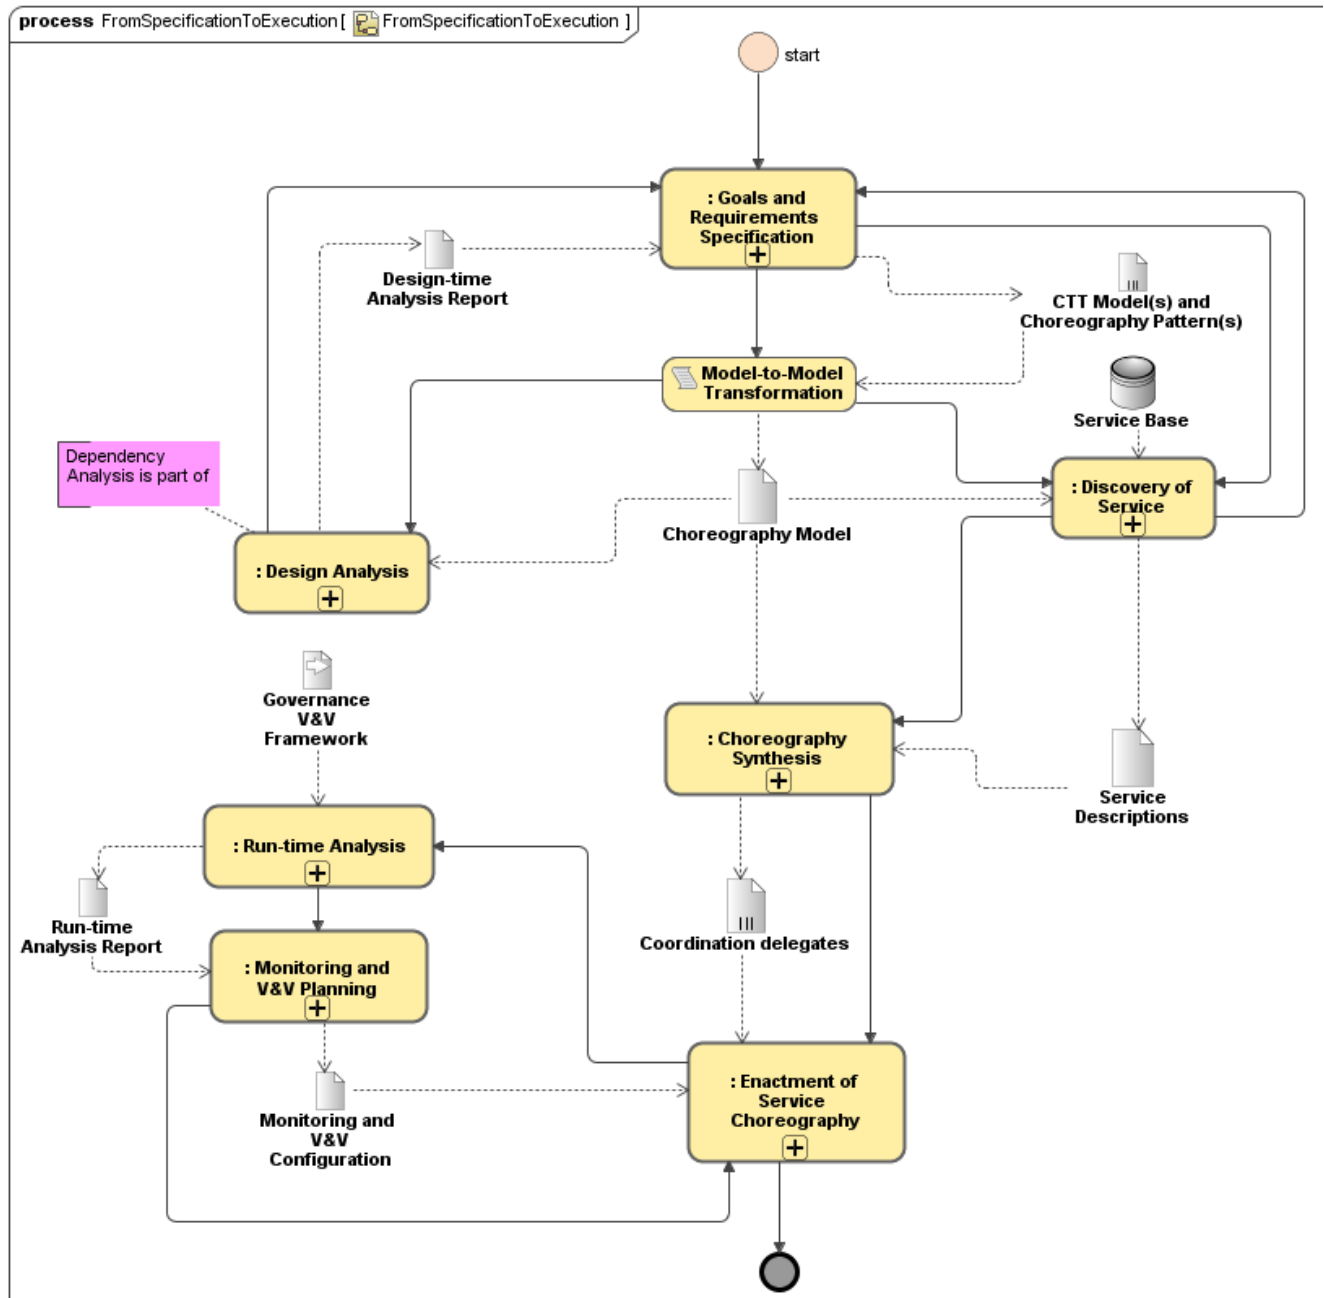 process FromSpecificationToExecution [ FromSpecificationToExecution ]
start
: Goals and
Requirements
Specification
Design-time
Analysis Report
CTT Model(s) and
Choreography Pattern(s)
Model-to-Model
Transformation
Service Base
Dependency
Analysis is part of
: Discovery of
Service
Choreography Model
: Design Analysis
Governance
V&V
Framework
: Choreography
Synthesis
Service
Descriptions
: Run-time Analysis
Run-time
Analysis Report
Coordination delegates
: Monitoring and
V&V Planning
: Enactment of
Service
Choreography
Monitoring and
V&V
Configuration